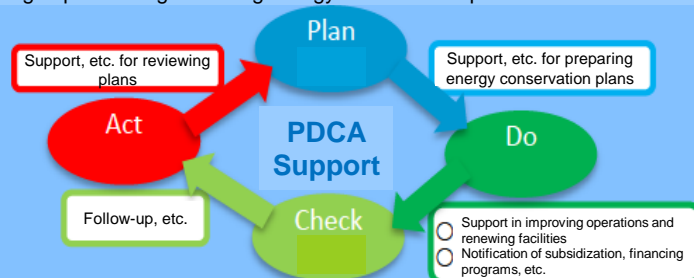 Plan
Support, etc. for reviewing
plans
Support, etc. for preparing
energy conservation plans
Act
PDCA
Support
Do
Follow-up, etc.
Check
○ Support in improving operations and
renewing facilities
○ Notification of subsidization, financing
programs, etc.